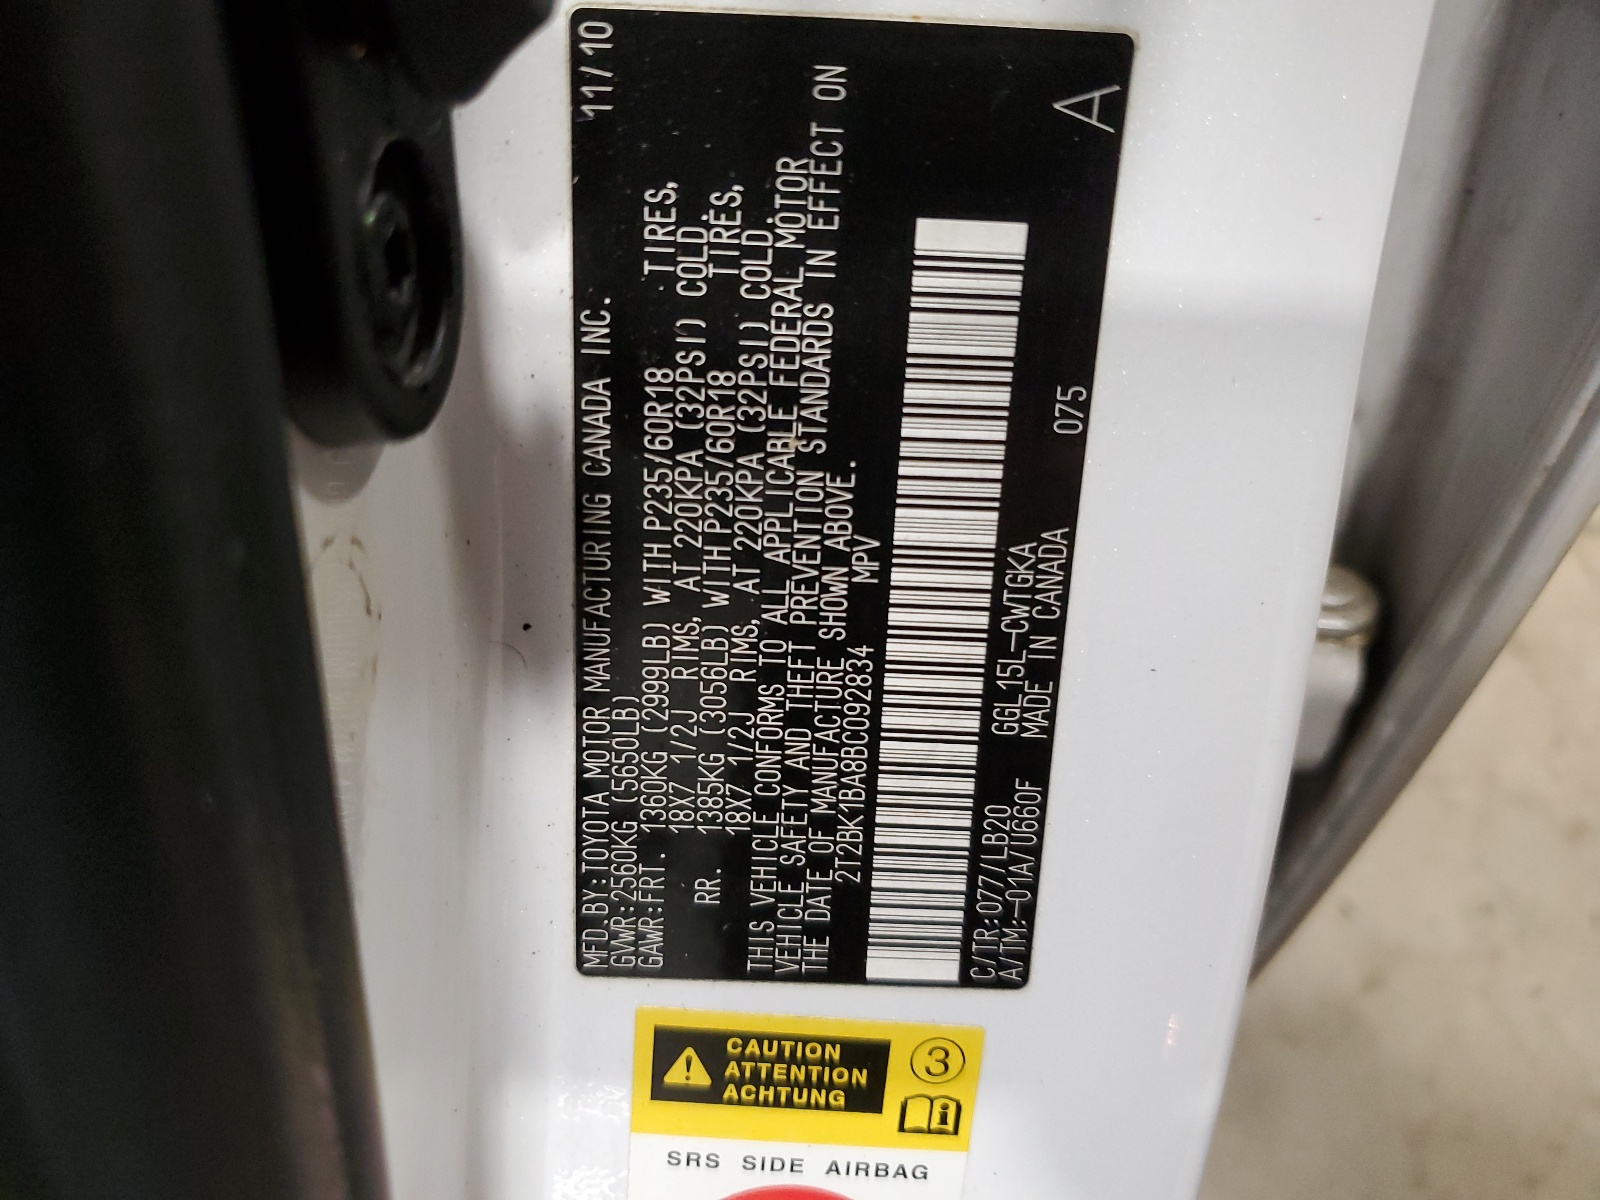 MFD.BY:TOYOTA MOTOR MANUFACTURING CANADA INC. 11/10
GVWR:2560KG (5650LB)
GAWR:FRT. 1360KG (2999LB) WITH P235/60R18 TIRES,
18X7 1/2J RIMS, AT 220KPA (32PSI) COLD.
RR. 1385KG (3056LB) WITH P235/60R18 TIRES,
18X7 1/2J RIMS, AT 220KPA (32PSI) COLD.
THIS VEHICLE CONFORMS TO ALL APPLICABLE FEDERAL MOTOR
VEHICLE SAFETY AND THEFT PREVENTION STANDARDS IN EFFECT ON
THE DATE OF MANUFACTURE SHOWN ABOVE.
2T2BK1BA8BC092834 MPV
C/TR:077/LB20 GGL15L-CWTGKA 075
A/TM:-01A/U660F MADE IN CANADA
A
CAUTION
ATTENTION
ACHTUNG
3
SRS SIDE AIRBAG